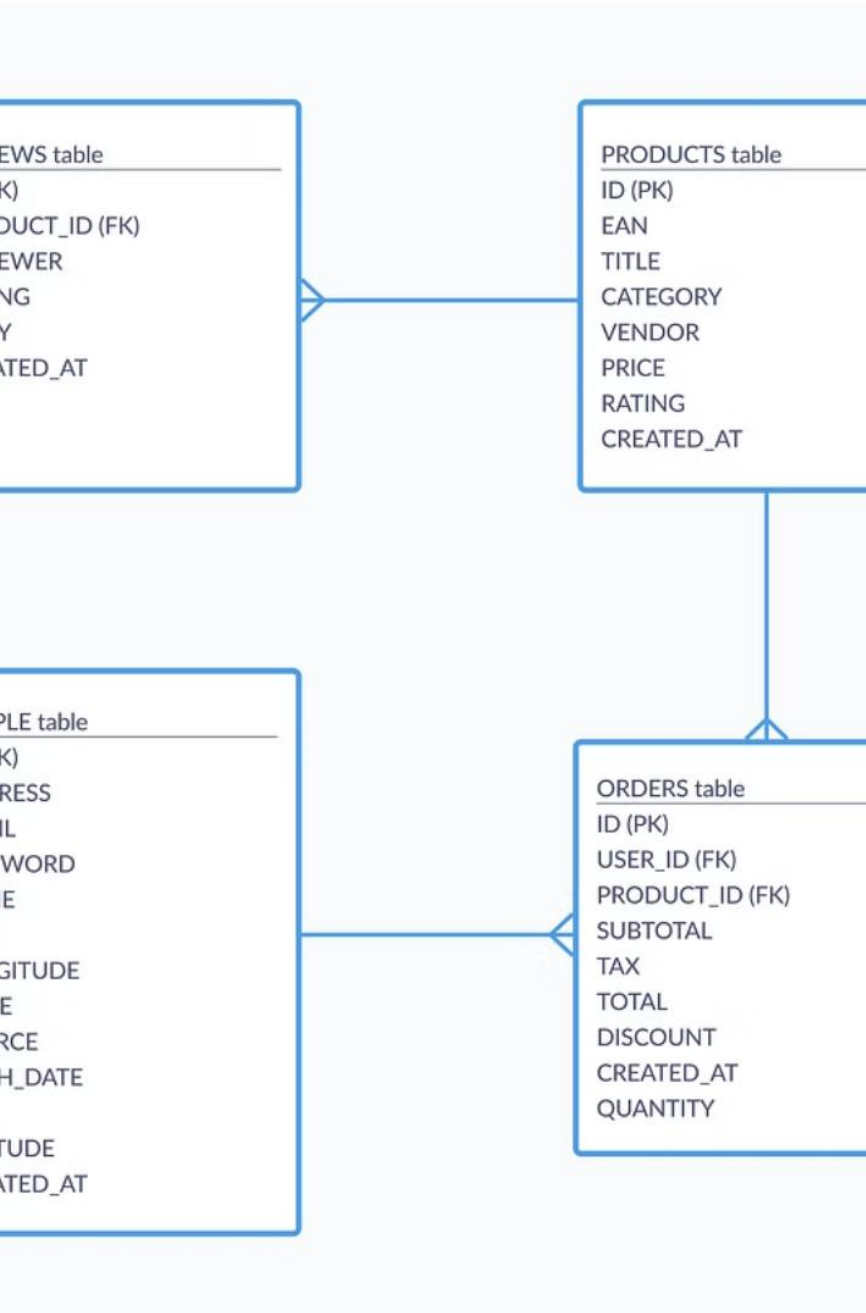 EWS table
K)
DUCT_ID (FK)
EWER
NG
Y
ATED_AT
PRODUCTS table
ID (PK)
EAN
TITLE
CATEGORY
VENDOR
PRICE
RATING
CREATED_AT
PLE table
K)
RESS
IL
WORD
E
GITUDE
E
RCE
H_DATE
TUDE
ATED_AT
ORDERS table
ID (PK)
USER_ID (FK)
PRODUCT_ID (FK)
SUBTOTAL
TAX
TOTAL
DISCOUNT
CREATED_AT
QUANTITY